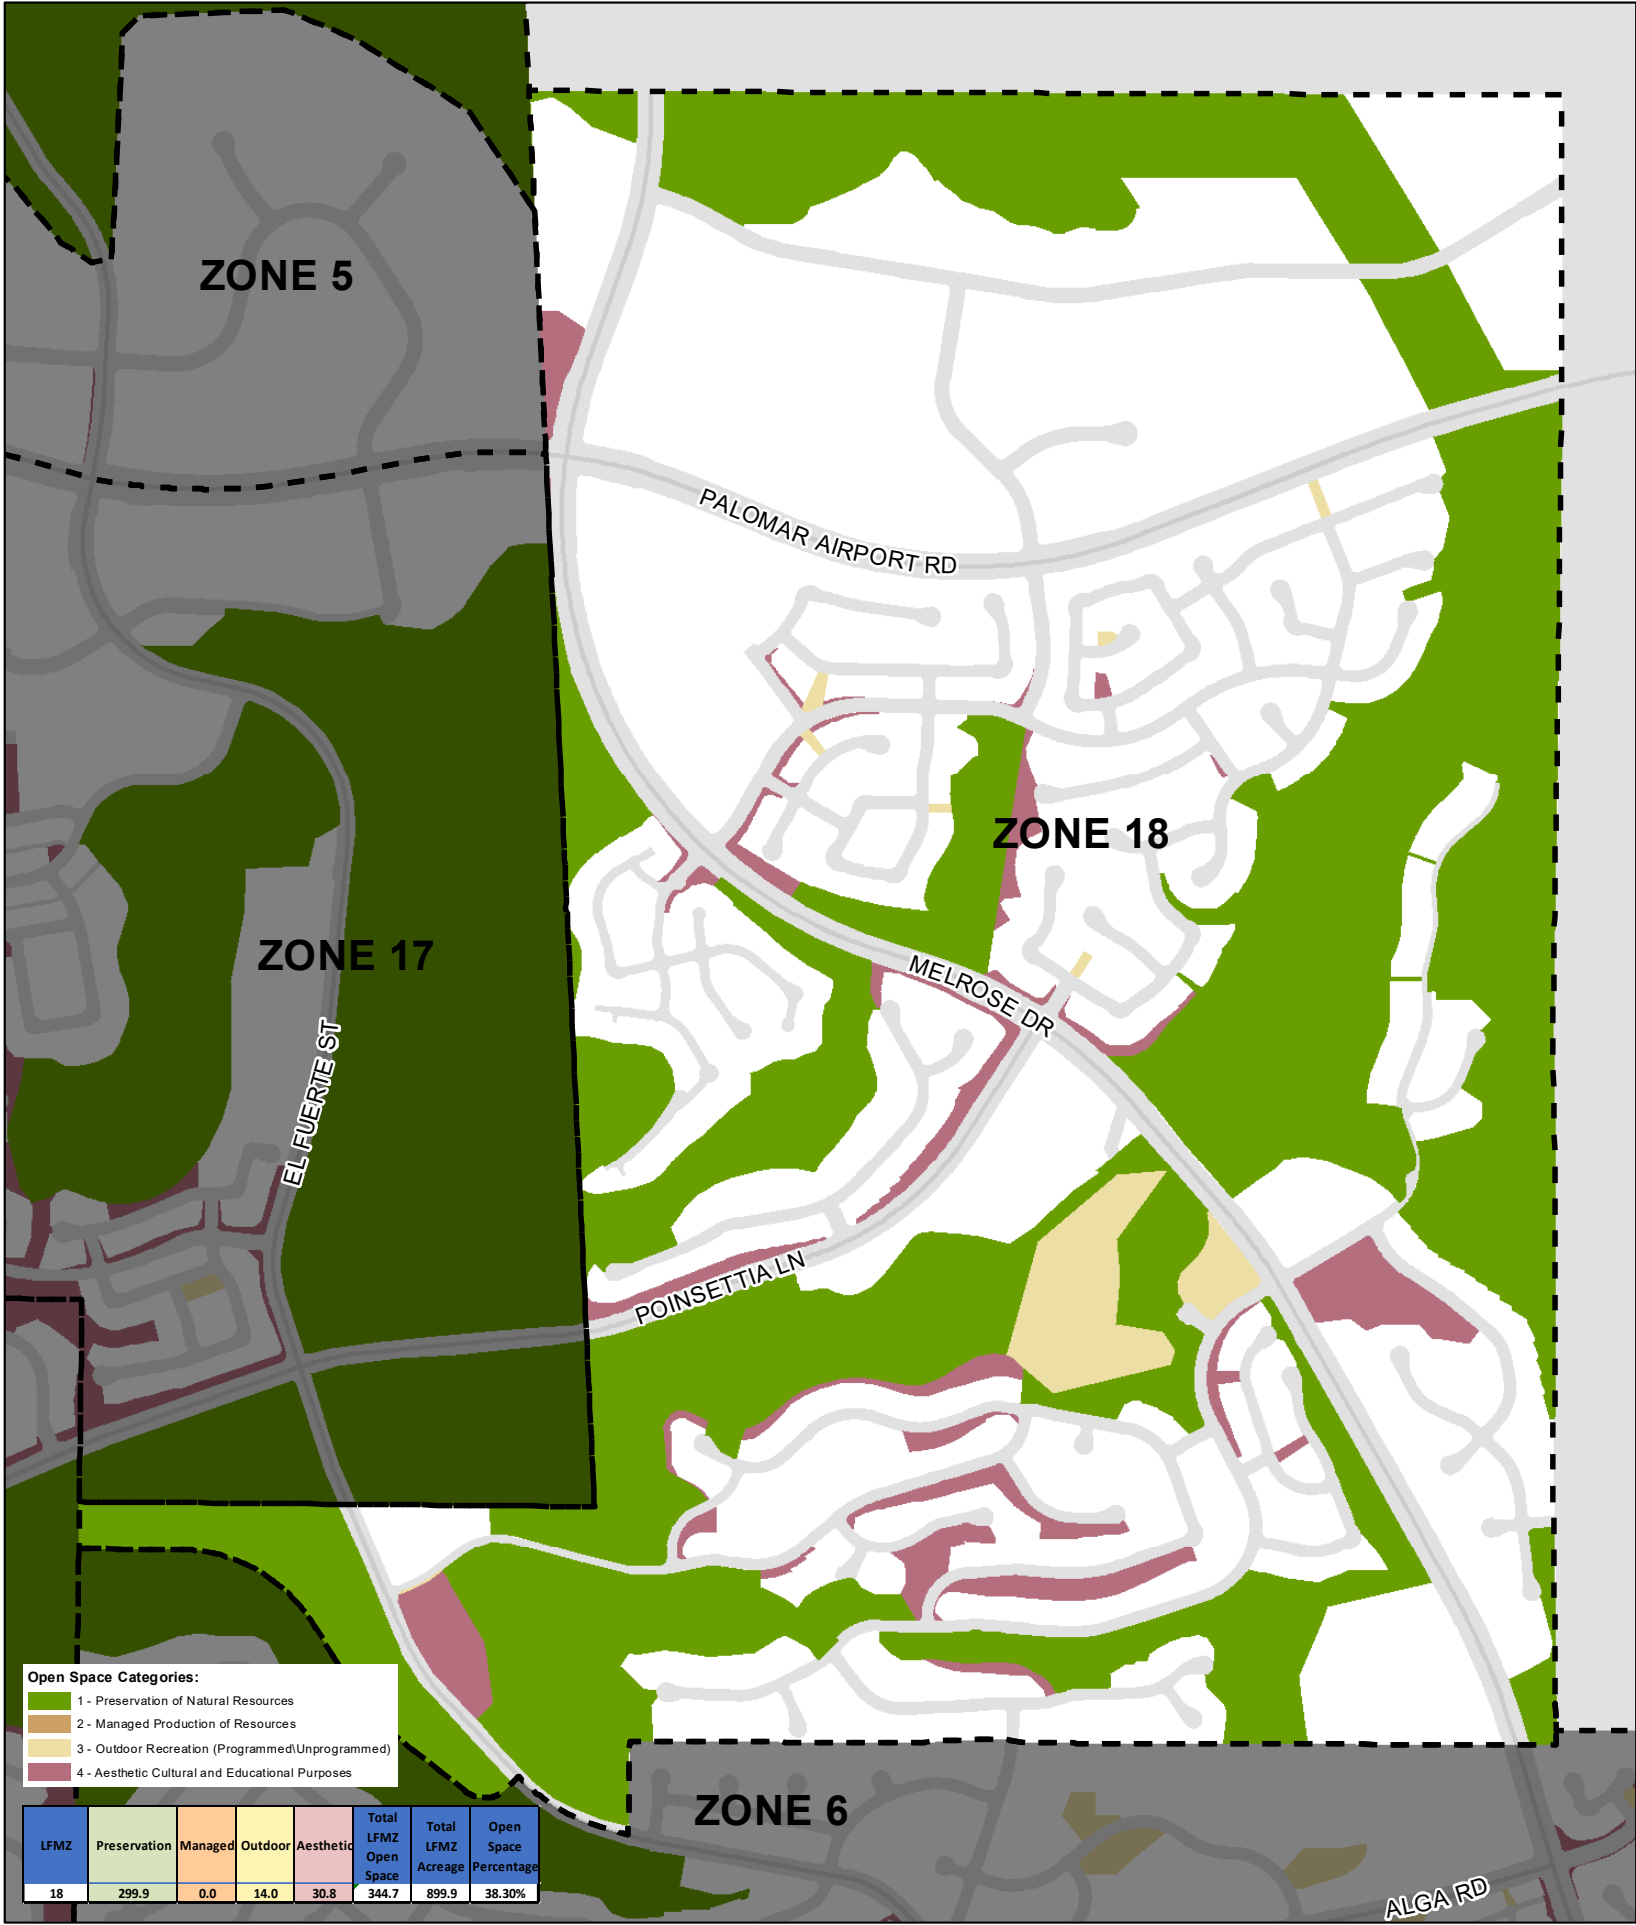 ZONE 5
PALOMAR AIRPORT RD
ZONE 18
ZONE 17
MELROSE DR
EL FUERTE ST
POINSETTIA LN
Open Space Categories:
1 - Preservation of Natural Resources
2 - Managed Production of Resources
3 - Outdoor Recreation (Programmed\Unprogrammed)
4 - Aesthetic Cultural and Educational Purposes
ZONE 6
LFMZ Preservation Managed Outdoor Aesthetic Total LFMZ Open Space Total LFMZ Acreage Open Space Percentage
18 299.9 0.0 14.0 30.8 344.7 899.9 38.30%
ALGA RD